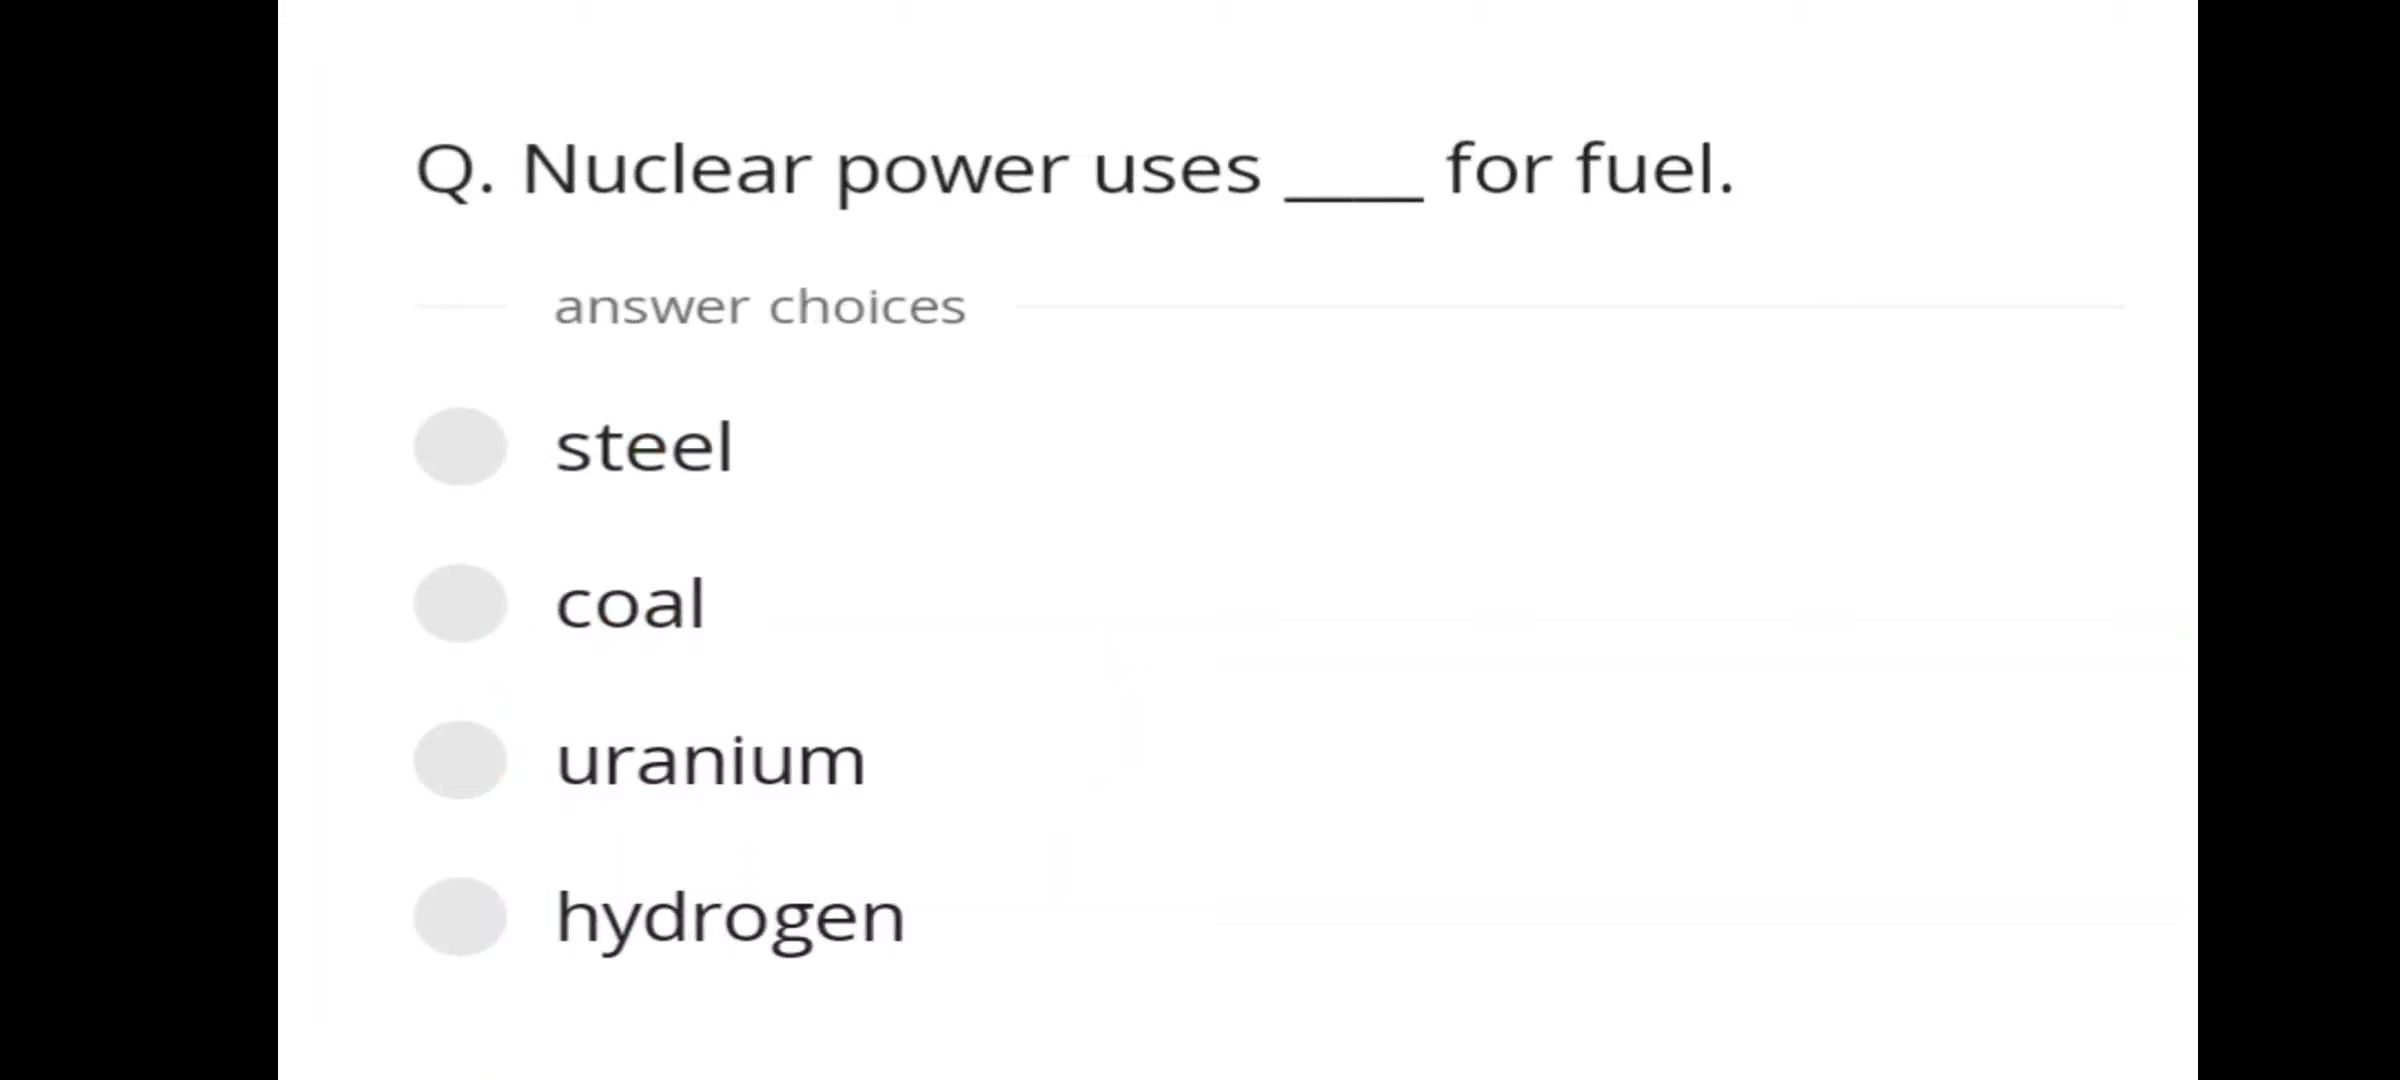 Q. Nuclear power uses ____ for fuel.
answer choices
steel
coal
uranium
hydrogen